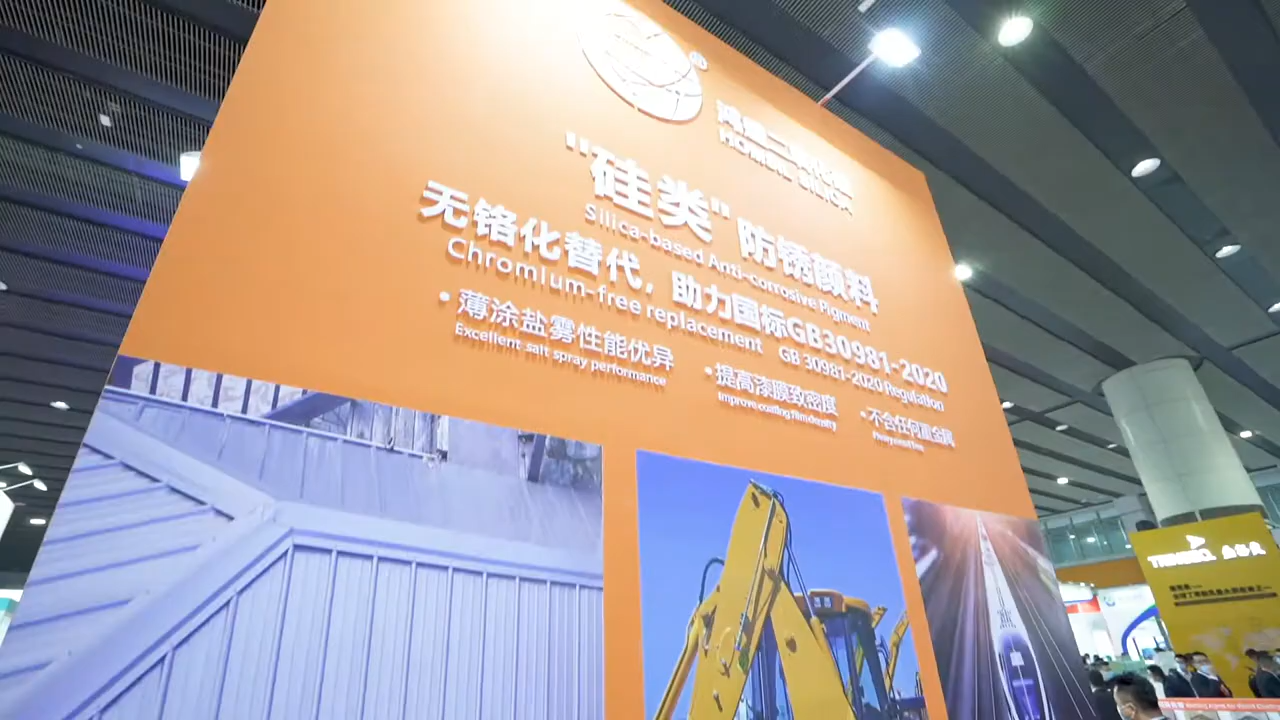 "硅类" 防锈颜料
Silica-based Anti-corrosive Pigment
无铬化替代，助力国标GB30981-2020
Chromlum-free replacement GB 30981-2020 Regulation
• 薄涂盐雾性能优异
Excellent salt spray performance
• 提高漆膜致密度
Improve coating film density
• 不含任何重金属